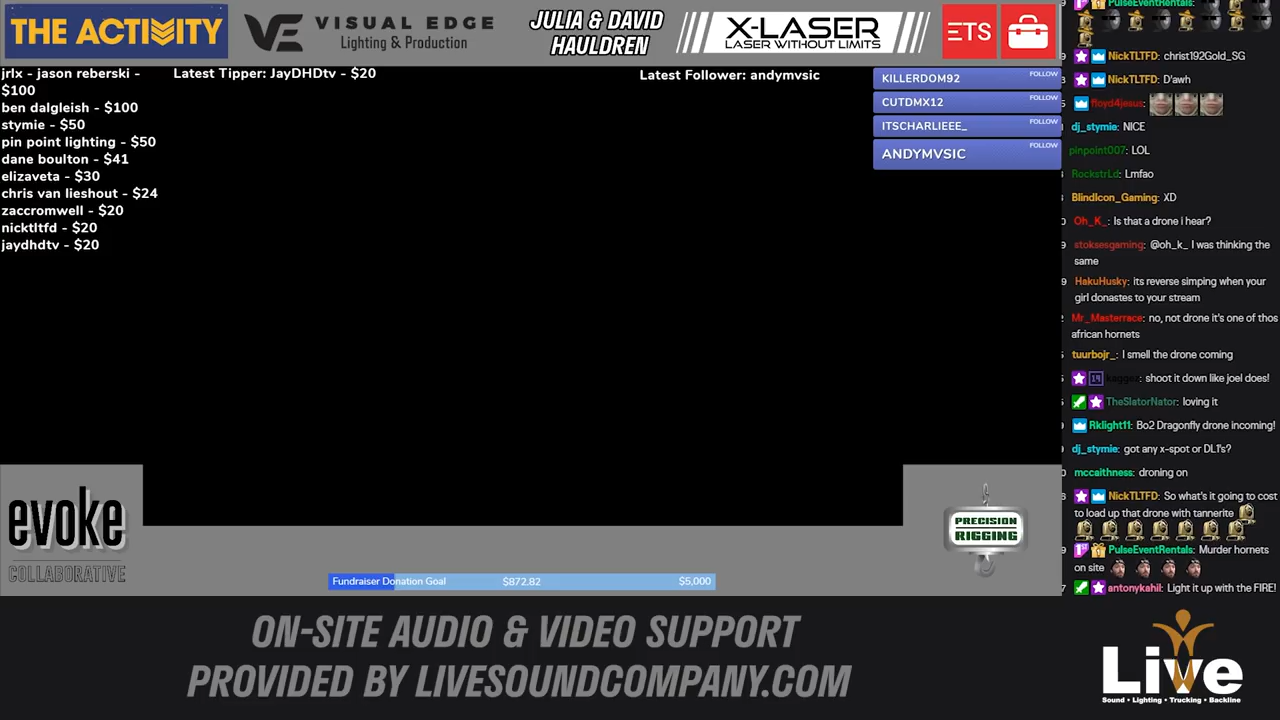 THE ACTIVITY
VE VISUAL EDGE
Lighting & Production
JULIA & DAVID
HAULDREN
X-LASER
LASER WITHOUT LIMITS
ETS
jrlx - jason reberski -
$100
ben dalgleish - $100
stymie - $50
pin point lighting - $50
dane boulton - $41
elizaveta - $30
chris van lieshout - $24
zaccromwell - $20
nicktltfd - $20
jaydhdtv - $20
Latest Tipper: JayDHDtv - $20
Latest Follower: andymvsic
KILLERDOM92 FOLLOW
CUTDMX12 FOLLOW
ITSCHARLIEEE_ FOLLOW
ANDYMVSIC FOLLOW
PulseEventRentals:
NickTLTFD: christ192Gold_SG
NickTLTFD: D'awh
floyd4jesus:
dj_stymie: NICE
pinpoint007: LOL
RockstrLd: Lmfao
BlindIcon_Gaming: XD
Oh_K_: Is that a drone i hear?
stoksesgaming: @oh_k_ I was thinking the
same
HakuHusky: its reverse simping when your
girl donastes to your stream
Mr_Masterrace: no, not drone it's one of thos
african hornets
tuurbojr_: I smell the drone coming
shoot it down like joel does!
TheSlatorNator: loving it
Rklight11: Bo2 Dragonfly drone incoming!
dj_stymie: got any x-spot or DL1's?
mccaithness: droning on
NickTLTFD: So what's it going to cost
to load up that drone with tannerite
PulseEventRentals: Murder hornets
on site
antonykahil: Light it up with the FIRE!
evoke
COLLABORATIVE
PRECISION
RIGGING
Fundraiser Donation Goal $872.82 $5,000
ON-SITE AUDIO & VIDEO SUPPORT
PROVIDED BY LIVESOUNDCOMPANY.COM
Live
Sound • Lighting • Trucking • Backline